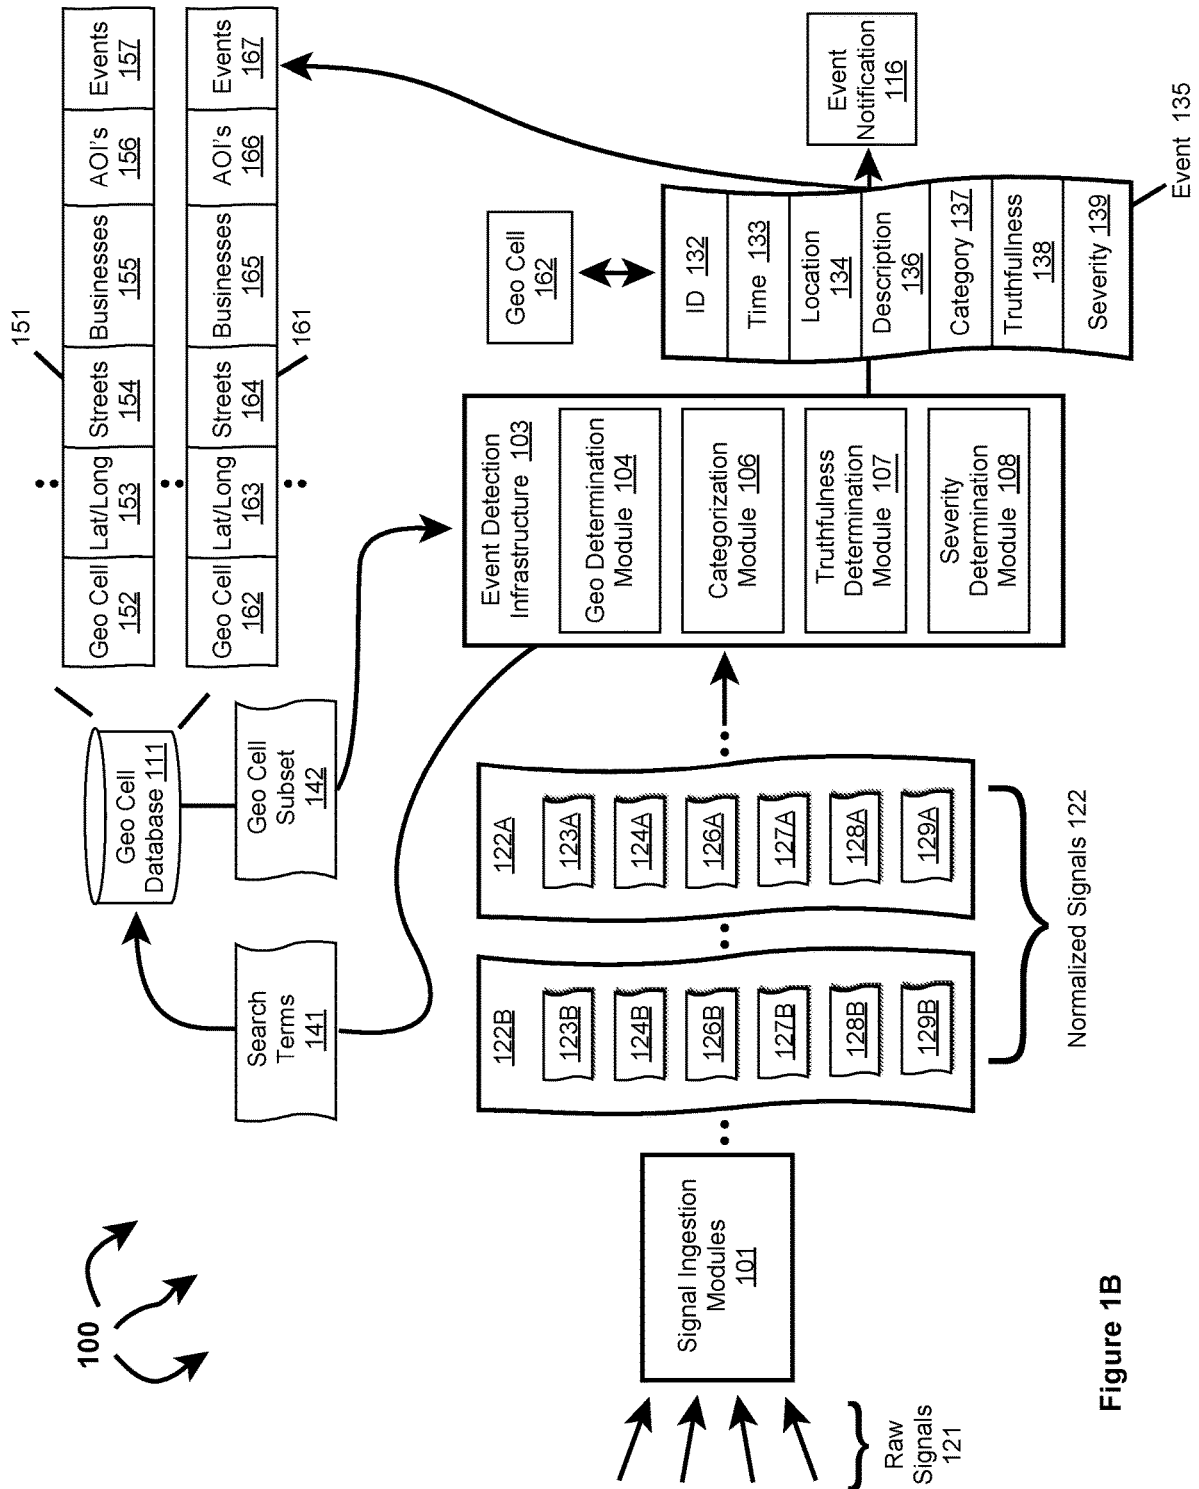 100
Raw
Signals
121
Signal Ingestion
Modules
101
122B
123B
124B
126B
127B
128B
129B
122A
123A
124A
126A
127A
128A
129A
Normalized Signals 122
Search
Terms
141
Geo Cell
Database 111
Geo Cell
Subset
142
151
Geo Cell
152
Lat/Long
153
Streets
154
Businesses
155
AOI's
156
Events
157
Geo Cell
162
Lat/Long
163
Streets
164
Businesses
165
AOI's
166
Events
167
161
Event Detection
Infrastructure 103
Geo Determination
Module 104
Categorization
Module 106
Truthfulness
Determination
Module 107
Severity
Determination
Module 108
Geo Cell
162
ID 132
Time 133
Location
134
Description
136
Category 137
Truthfullness
138
Severity 139
Event 135
Event
Notification
116
Figure 1B